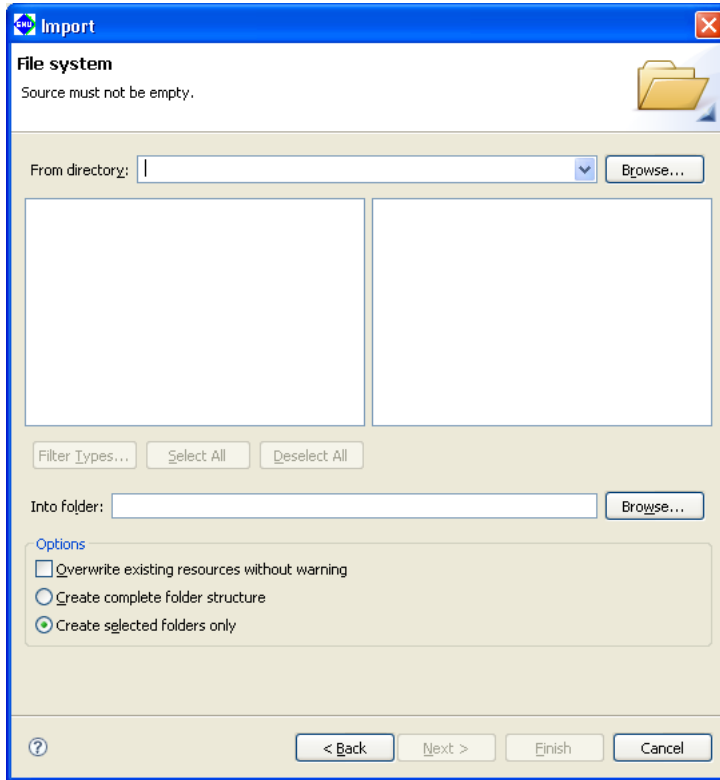 GNU Import
File system
Source must not be empty.
From directory: Browse...
Filter Types... Select All Deselect All
Into folder: Browse...
Options
Overwrite existing resources without warning
Create complete folder structure
Create selected folders only
? < Back Next > Finish Cancel